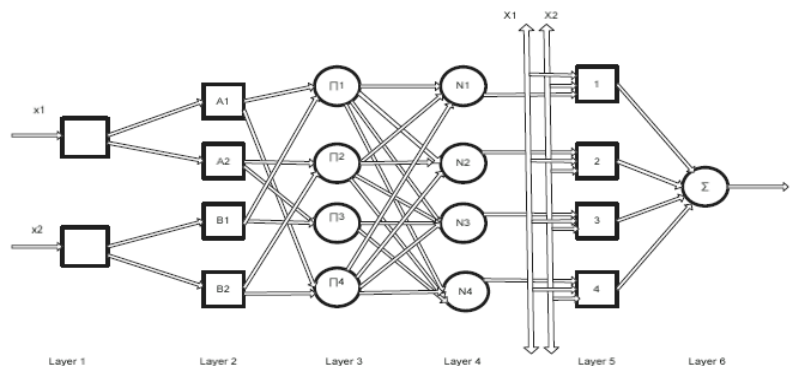 X1 X2
x1
A1 Π1 N1 1
A2 Π2 N2 2
Σ
x2
B1 Π3 N3 3
B2 Π4 N4 4
Layer 1 Layer 2 Layer 3 Layer 4 Layer 5 Layer 6